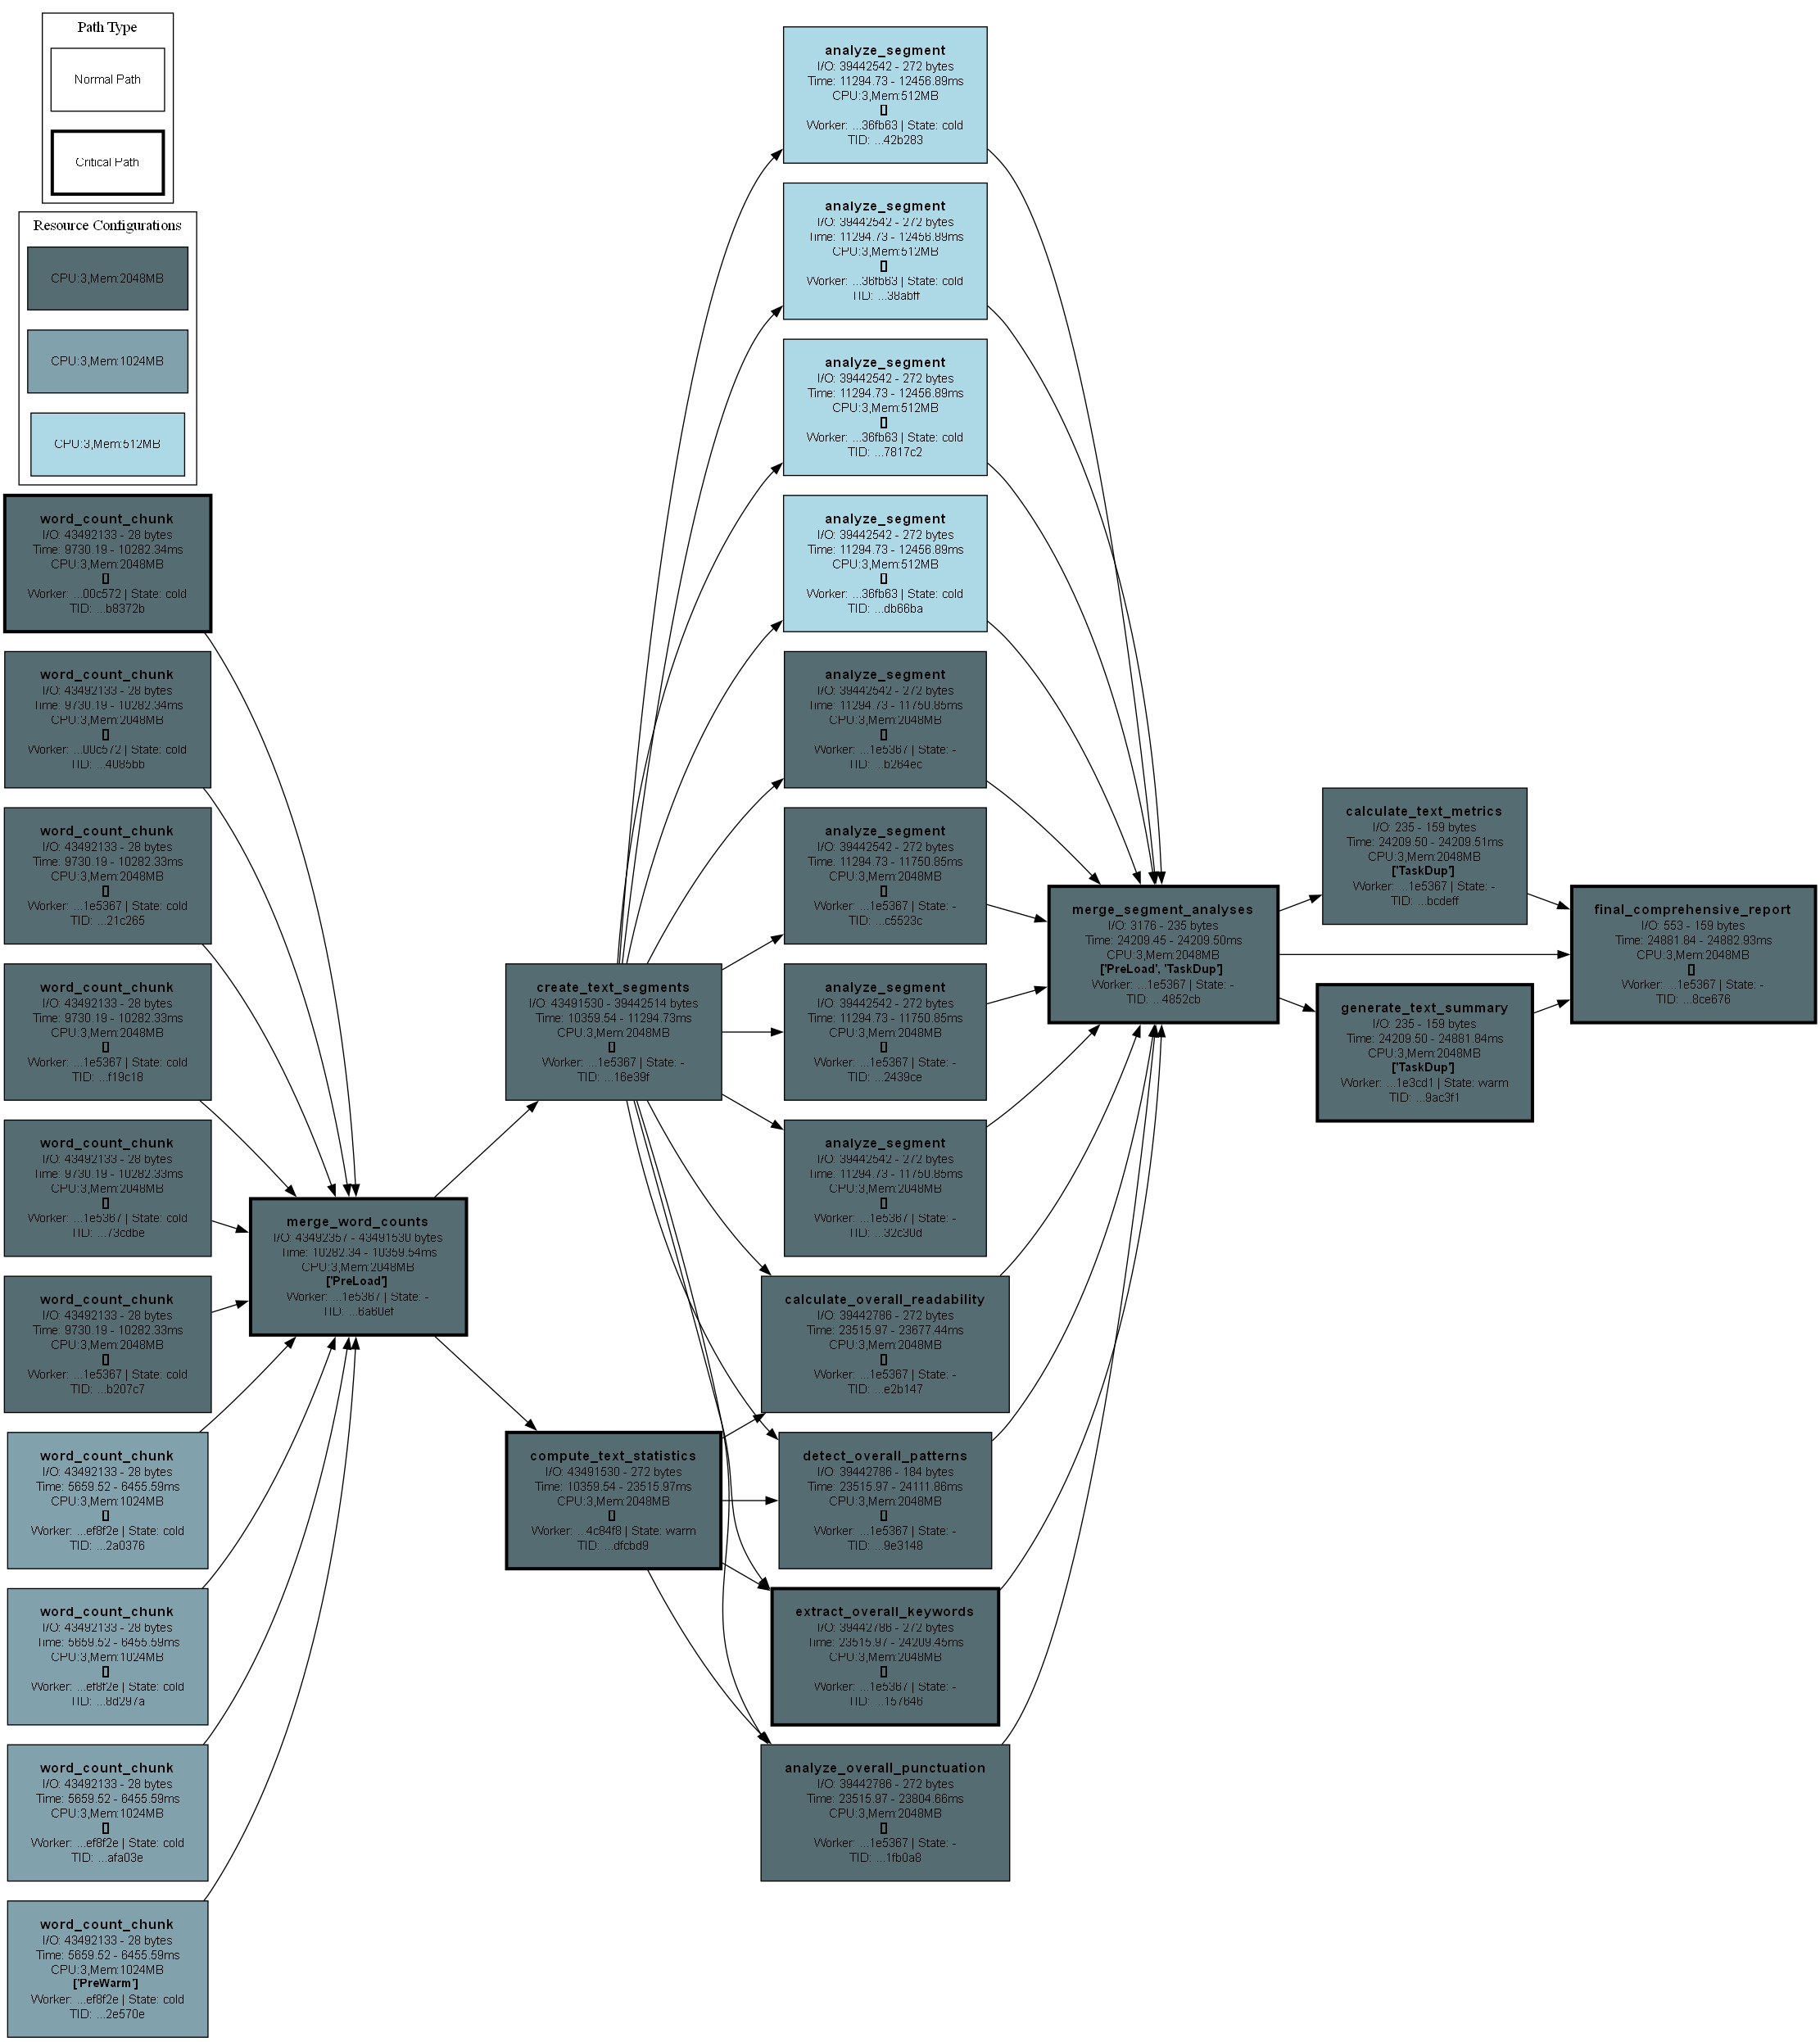 Path Type
Normal Path
Critical Path
Resource Configurations
CPU:3,Mem:2048MB
CPU:3,Mem:1024MB
CPU:3,Mem:512MB
word_count_chunk
I/O: 43492133 - 28 bytes
Time: 9730.19 - 10282.34ms
CPU:3,Mem:2048MB
[]
Worker: ...00c572 | State: cold
TID: ...b8372b
word_count_chunk
I/O: 43492133 - 28 bytes
Time: 9730.19 - 10282.34ms
CPU:3,Mem:2048MB
[]
Worker: ...00c572 | State: cold
TID: ...4085bb
word_count_chunk
I/O: 43492133 - 28 bytes
Time: 9730.19 - 10282.33ms
CPU:3,Mem:2048MB
[]
Worker: ...1e5367 | State: cold
TID: ...21c265
word_count_chunk
I/O: 43492133 - 28 bytes
Time: 9730.19 - 10282.33ms
CPU:3,Mem:2048MB
[]
Worker: ...1e5367 | State: cold
TID: ...f19c18
word_count_chunk
I/O: 43492133 - 28 bytes
Time: 9730.19 - 10282.33ms
CPU:3,Mem:2048MB
[]
Worker: ...1e5367 | State: cold
TID: ...73cdbe
word_count_chunk
I/O: 43492133 - 28 bytes
Time: 9730.19 - 10282.33ms
CPU:3,Mem:2048MB
[]
Worker: ...1e5367 | State: cold
TID: ...b207c7
word_count_chunk
I/O: 43492133 - 28 bytes
Time: 5659.52 - 6455.59ms
CPU:3,Mem:1024MB
[]
Worker: ...ef8f2e | State: cold
TID: ...2a0376
word_count_chunk
I/O: 43492133 - 28 bytes
Time: 5659.52 - 6455.59ms
CPU:3,Mem:1024MB
[]
Worker: ...ef8f2e | State: cold
TID: ...8d297a
word_count_chunk
I/O: 43492133 - 28 bytes
Time: 5659.52 - 6455.59ms
CPU:3,Mem:1024MB
[]
Worker: ...ef8f2e | State: cold
TID: ...afa03e
word_count_chunk
I/O: 43492133 - 28 bytes
Time: 5659.52 - 6455.59ms
CPU:3,Mem:1024MB
['PreWarm']
Worker: ...ef8f2e | State: cold
TID: ...2e570e
merge_word_counts
I/O: 43492357 - 43491530 bytes
Time: 10282.34 - 10359.54ms
CPU:3,Mem:2048MB
['PreLoad']
Worker: ...1e5367 | State: -
TID: ...6a60ef
create_text_segments
I/O: 43491530 - 39442514 bytes
Time: 10359.54 - 11294.73ms
CPU:3,Mem:2048MB
[]
Worker: ...1e5367 | State: -
TID: ...16e39f
compute_text_statistics
I/O: 43491530 - 272 bytes
Time: 10359.54 - 23515.97ms
CPU:3,Mem:2048MB
[]
Worker: ...4c84f8 | State: warm
TID: ...dfcbd9
analyze_segment
I/O: 39442542 - 272 bytes
Time: 11294.73 - 12456.89ms
CPU:3,Mem:512MB
[]
Worker: ...36fb63 | State: cold
TID: ...42b283
analyze_segment
I/O: 39442542 - 272 bytes
Time: 11294.73 - 12456.89ms
CPU:3,Mem:512MB
[]
Worker: ...36fb63 | State: cold
TID: ...38abff
analyze_segment
I/O: 39442542 - 272 bytes
Time: 11294.73 - 12456.89ms
CPU:3,Mem:512MB
[]
Worker: ...36fb63 | State: cold
TID: ...7817c2
analyze_segment
I/O: 39442542 - 272 bytes
Time: 11294.73 - 12456.89ms
CPU:3,Mem:512MB
[]
Worker: ...36fb63 | State: cold
TID: ...db66ba
analyze_segment
I/O: 39442542 - 272 bytes
Time: 11294.73 - 11750.85ms
CPU:3,Mem:2048MB
[]
Worker: ...1e5367 | State: -
TID: ...b264ec
analyze_segment
I/O: 39442542 - 272 bytes
Time: 11294.73 - 11750.85ms
CPU:3,Mem:2048MB
[]
Worker: ...1e5367 | State: -
TID: ...c5523c
analyze_segment
I/O: 39442542 - 272 bytes
Time: 11294.73 - 11750.85ms
CPU:3,Mem:2048MB
[]
Worker: ...1e5367 | State: -
TID: ...2439ce
analyze_segment
I/O: 39442542 - 272 bytes
Time: 11294.73 - 11750.85ms
CPU:3,Mem:2048MB
[]
Worker: ...1e5367 | State: -
TID: ...32c30d
calculate_overall_readability
I/O: 39442786 - 272 bytes
Time: 23515.97 - 23677.44ms
CPU:3,Mem:2048MB
[]
Worker: ...1e5367 | State: -
TID: ...e2b147
detect_overall_patterns
I/O: 39442786 - 184 bytes
Time: 23515.97 - 24111.86ms
CPU:3,Mem:2048MB
[]
Worker: ...1e5367 | State: -
TID: ...9e3148
extract_overall_keywords
I/O: 39442786 - 272 bytes
Time: 23515.97 - 24209.45ms
CPU:3,Mem:2048MB
[]
Worker: ...1e5367 | State: -
TID: ...157646
analyze_overall_punctuation
I/O: 39442786 - 272 bytes
Time: 23515.97 - 23804.66ms
CPU:3,Mem:2048MB
[]
Worker: ...1e5367 | State: -
TID: ...1fb0a8
merge_segment_analyses
I/O: 3176 - 235 bytes
Time: 24209.45 - 24209.50ms
CPU:3,Mem:2048MB
['PreLoad', 'TaskDup']
Worker: ...1e5367 | State: -
TID: ...4852cb
calculate_text_metrics
I/O: 235 - 159 bytes
Time: 24209.50 - 24209.51ms
CPU:3,Mem:2048MB
['TaskDup']
Worker: ...1e5367 | State: -
TID: ...bcdeff
generate_text_summary
I/O: 235 - 159 bytes
Time: 24209.50 - 24881.84ms
CPU:3,Mem:2048MB
['TaskDup']
Worker: ...1e3cd1 | State: warm
TID: ...9ac3f1
final_comprehensive_report
I/O: 553 - 159 bytes
Time: 24881.84 - 24882.93ms
CPU:3,Mem:2048MB
[]
Worker: ...1e5367 | State: -
TID: ...8ce676